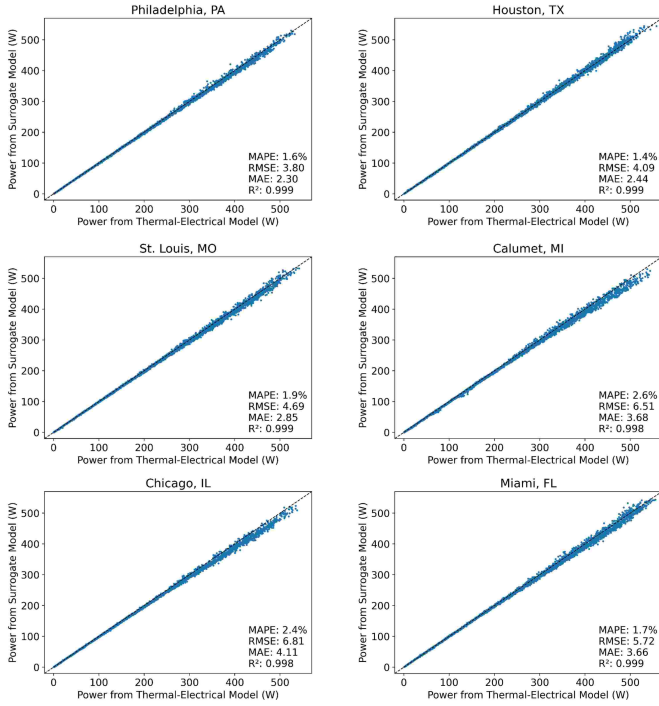 Philadelphia, PA
Power from Surrogate Model (W)
500
400
300
200
100
0
MAPE: 1.6%
RMSE: 3.80
MAE: 2.30
R²: 0.999
0 100 200 300 400 500
Power from Thermal-Electrical Model (W)
Houston, TX
Power from Surrogate Model (W)
500
400
300
200
100
0
MAPE: 1.4%
RMSE: 4.09
MAE: 2.44
R²: 0.999
0 100 200 300 400 500
Power from Thermal-Electrical Model (W)
St. Louis, MO
Power from Surrogate Model (W)
500
400
300
200
100
0
MAPE: 1.9%
RMSE: 4.69
MAE: 2.85
R²: 0.999
0 100 200 300 400 500
Power from Thermal-Electrical Model (W)
Calumet, MI
Power from Surrogate Model (W)
500
400
300
200
100
0
MAPE: 2.6%
RMSE: 6.51
MAE: 3.68
R²: 0.998
0 100 200 300 400 500
Power from Thermal-Electrical Model (W)
Chicago, IL
Power from Surrogate Model (W)
500
400
300
200
100
0
MAPE: 2.4%
RMSE: 6.81
MAE: 4.11
R²: 0.998
0 100 200 300 400 500
Power from Thermal-Electrical Model (W)
Miami, FL
Power from Surrogate Model (W)
500
400
300
200
100
0
MAPE: 1.7%
RMSE: 5.72
MAE: 3.66
R²: 0.999
0 100 200 300 400 500
Power from Thermal-Electrical Model (W)